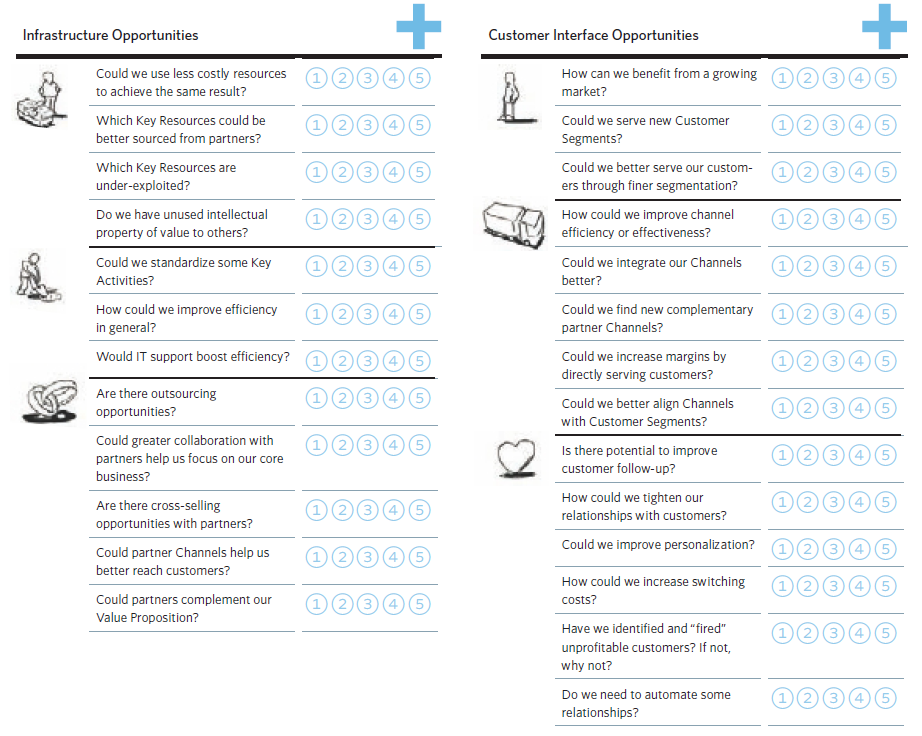 Infrastructure Opportunities
Could we use less costly resources
to achieve the same result?
1 2 3 4 5
Which Key Resources could be
better sourced from partners?
1 2 3 4 5
Which Key Resources are
under-exploited?
1 2 3 4 5
Do we have unused intellectual
property of value to others?
1 2 3 4 5
Could we standardize some Key
Activities?
1 2 3 4 5
How could we improve efficiency
in general?
1 2 3 4 5
Would IT support boost efficiency?
1 2 3 4 5
Are there outsourcing
opportunities?
1 2 3 4 5
Could greater collaboration with
partners help us focus on our core
business?
1 2 3 4 5
Are there cross-selling
opportunities with partners?
1 2 3 4 5
Could partner Channels help us
better reach customers?
1 2 3 4 5
Could partners complement our
Value Proposition?
1 2 3 4 5
Customer Interface Opportunities
How can we benefit from a growing
market?
1 2 3 4 5
Could we serve new Customer
Segments?
1 2 3 4 5
Could we better serve our custom-
ers through finer segmentation?
1 2 3 4 5
How could we improve channel
efficiency or effectiveness?
1 2 3 4 5
Could we integrate our Channels
better?
1 2 3 4 5
Could we find new complementary
partner Channels?
1 2 3 4 5
Could we increase margins by
directly serving customers?
1 2 3 4 5
Could we better align Channels
with Customer Segments?
1 2 3 4 5
Is there potential to improve
customer follow-up?
1 2 3 4 5
How could we tighten our
relationships with customers?
1 2 3 4 5
Could we improve personalization?
1 2 3 4 5
How could we increase switching
costs?
1 2 3 4 5
Have we identified and “fired”
unprofitable customers? If not,
why not?
1 2 3 4 5
Do we need to automate some
relationships?
1 2 3 4 5